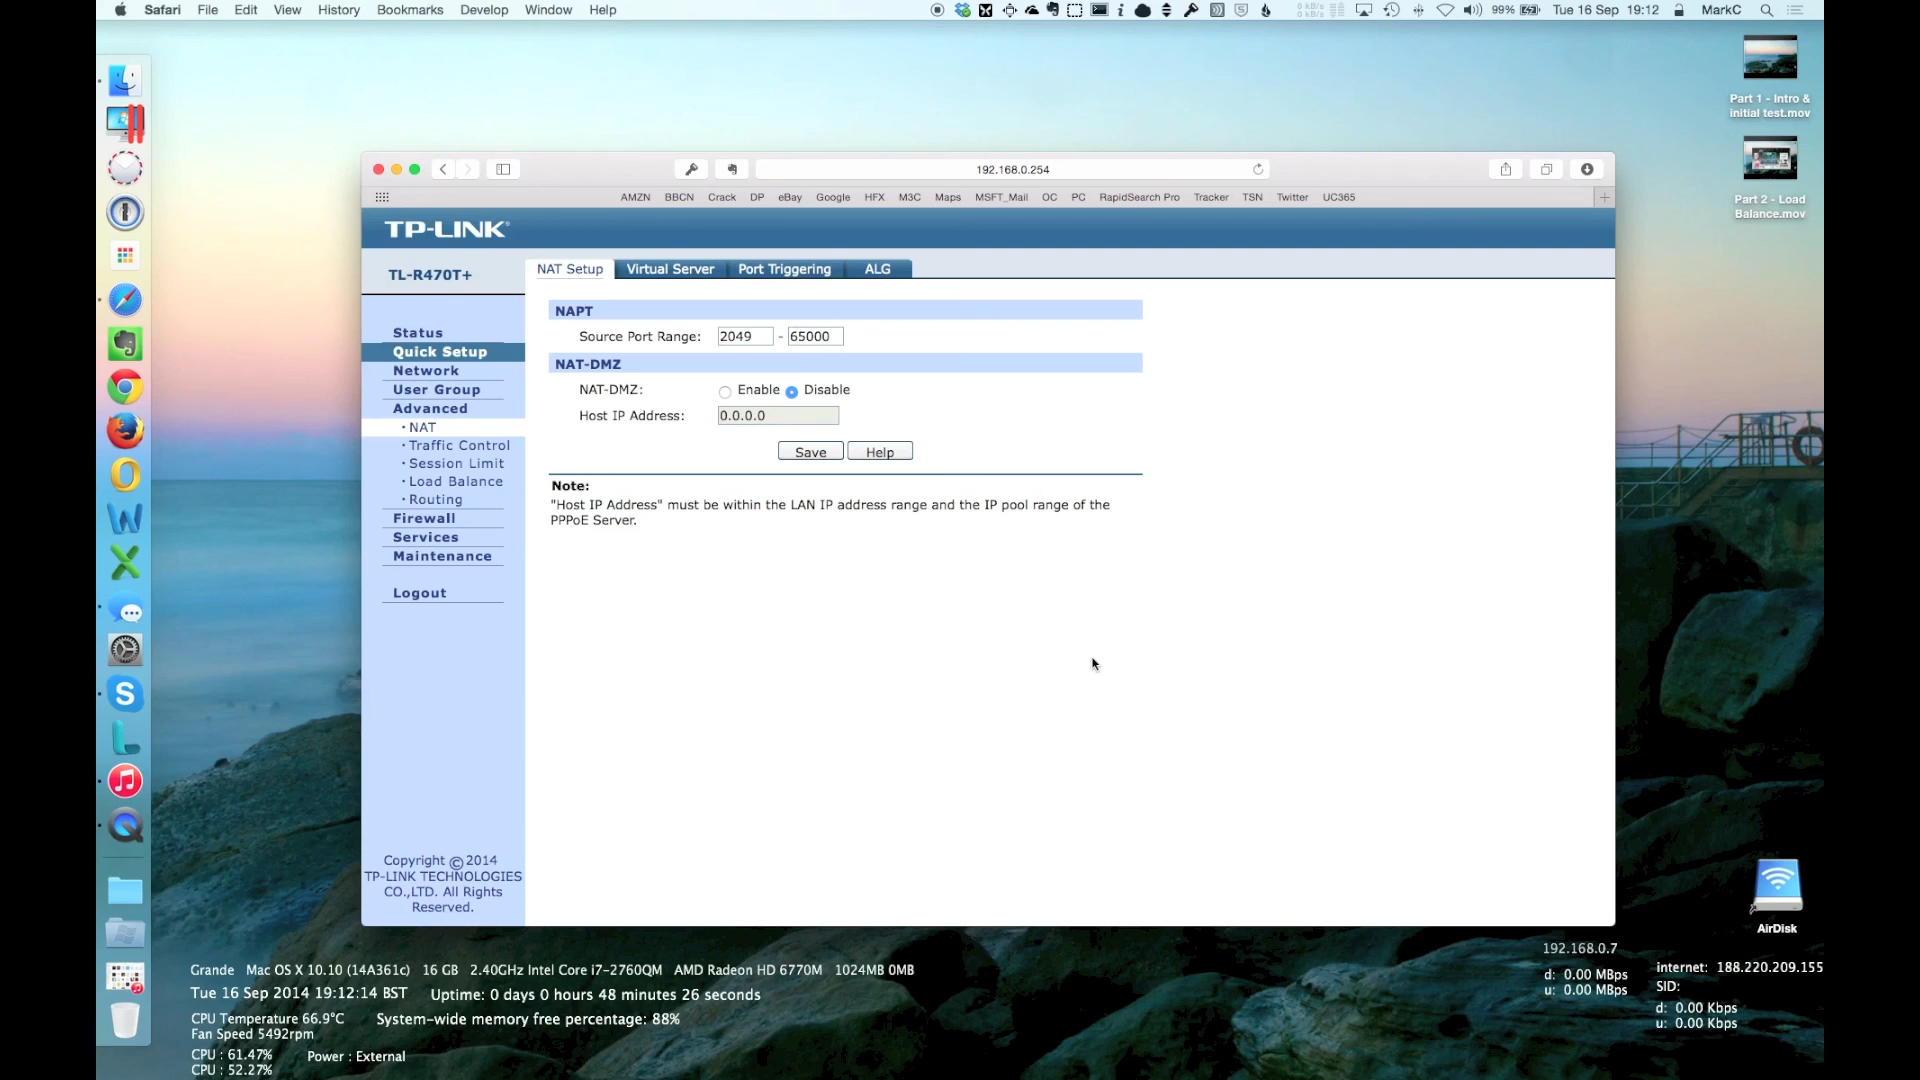 Safari File Edit View History Bookmarks Develop Window Help
99% Tue 16 Sep 19:12 MarkC
Part 1 - Intro &
initial test.mov
Part 2 - Load
Balance.mov
192.168.0.254
AMZN BBCN Crack DP eBay Google HFX M3C Maps MSFT_Mail OC PC RapidSearch Pro Tracker TSN Twitter UC365
TP-LINK®
TL-R470T+
NAT Setup Virtual Server Port Triggering ALG
Status
Quick Setup
Network
User Group
Advanced
· NAT
· Traffic Control
· Session Limit
· Load Balance
· Routing
Firewall
Services
Maintenance
Logout
Copyright © 2014
TP-LINK TECHNOLOGIES
CO.,LTD. All Rights
Reserved.
NAPT
Source Port Range: 2049 - 65000
NAT-DMZ
NAT-DMZ: Enable Disable
Host IP Address: 0.0.0.0
Save Help
Note:
"Host IP Address" must be within the LAN IP address range and the IP pool range of the
PPPoE Server.
AirDisk
192.168.0.7
d: 0.00 MBps
u: 0.00 MBps
internet: 188.220.209.155
SID:
d: 0.00 Kbps
u: 0.00 Kbps
Grande Mac OS X 10.10 (14A361c) 16 GB 2.40GHz Intel Core i7-2760QM AMD Radeon HD 6770M 1024MB 0MB
Tue 16 Sep 2014 19:12:14 BST Uptime: 0 days 0 hours 48 minutes 26 seconds
CPU Temperature 66.9°C System-wide memory free percentage: 88%
Fan Speed 5492rpm
CPU : 61.47% Power : External
CPU : 52.27%